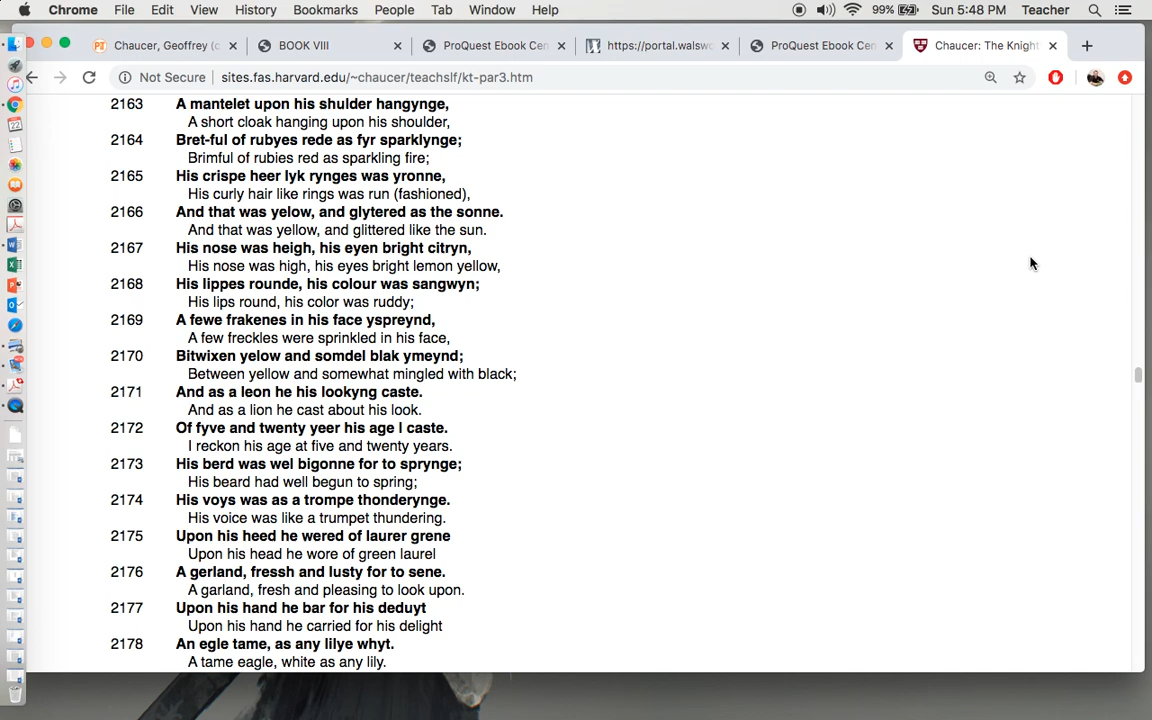 Chrome File Edit View History Bookmarks People Tab Window Help 99% Sun 5:48 PM Teacher
Chaucer, Geoffrey (c
BOOK VIII
ProQuest Ebook Cen
https://portal.walsw
ProQuest Ebook Cen
Chaucer: The Knight
Not Secure sites.fas.harvard.edu/~chaucer/teachslf/kt-par3.htm
2163 A mantelet upon his shulder hangynge,
A short cloak hanging upon his shoulder,
2164 Bret-ful of rubyes rede as fyr sparklynge;
Brimful of rubies red as sparkling fire;
2165 His crispe heer lyk rynges was yronne,
His curly hair like rings was run (fashioned),
2166 And that was yelow, and glytered as the sonne.
And that was yellow, and glittered like the sun.
2167 His nose was heigh, his eyen bright citryn,
His nose was high, his eyes bright lemon yellow,
2168 His lippes rounde, his colour was sangwyn;
His lips round, his color was ruddy;
2169 A fewe frakenes in his face yspreynd,
A few freckles were sprinkled in his face,
2170 Bitwixen yelow and somdel blak ymeynd;
Between yellow and somewhat mingled with black;
2171 And as a leon he his lookyng caste.
And as a lion he cast about his look.
2172 Of fyve and twenty yeer his age I caste.
I reckon his age at five and twenty years.
2173 His berd was wel bigonne for to sprynge;
His beard had well begun to spring;
2174 His voys was as a trompe thonderynge.
His voice was like a trumpet thundering.
2175 Upon his heed he wered of laurer grene
Upon his head he wore of green laurel
2176 A gerland, fressh and lusty for to sene.
A garland, fresh and pleasing to look upon.
2177 Upon his hand he bar for his deduyt
Upon his hand he carried for his delight
2178 An egle tame, as any lilye whyt.
A tame eagle, white as any lily.